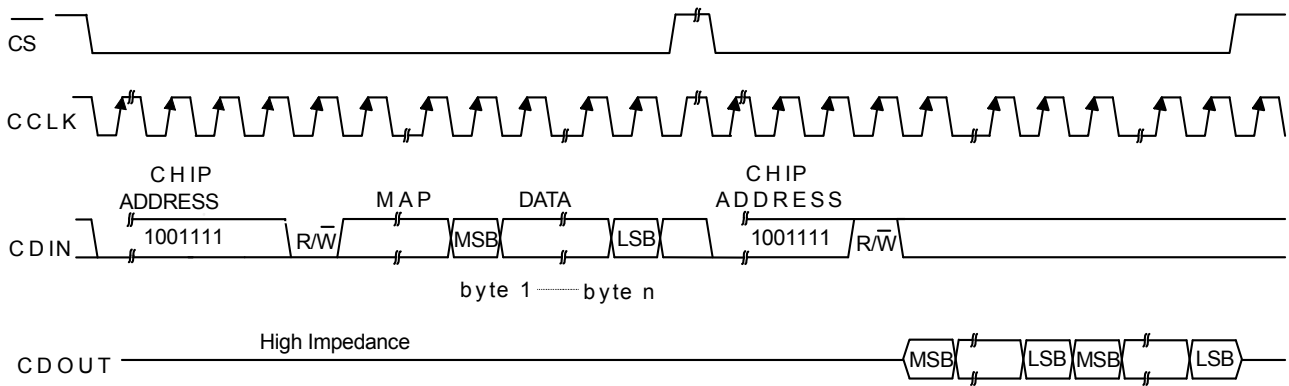 CS
CCLK
CHIP ADDRESS
MAP
DATA
CHIP ADDRESS
CDIN
1001111
R/W
MSB
LSB
1001111
R/W
byte 1 ........ byte n
CDOUT
High Impedance
MSB
LSB
MSB
LSB